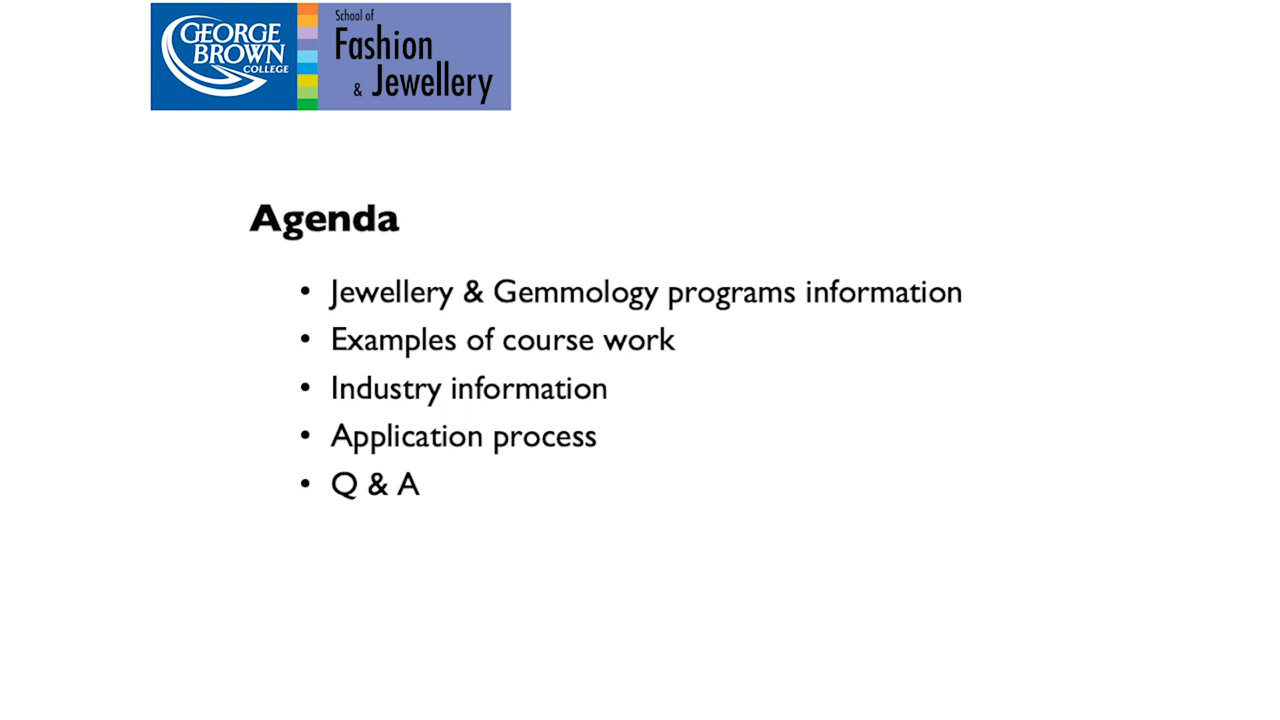 GEORGE
BROWN
COLLEGE
School of
Fashion
& Jewellery
Agenda
• Jewellery & Gemmology programs information
• Examples of course work
• Industry information
• Application process
• Q & A